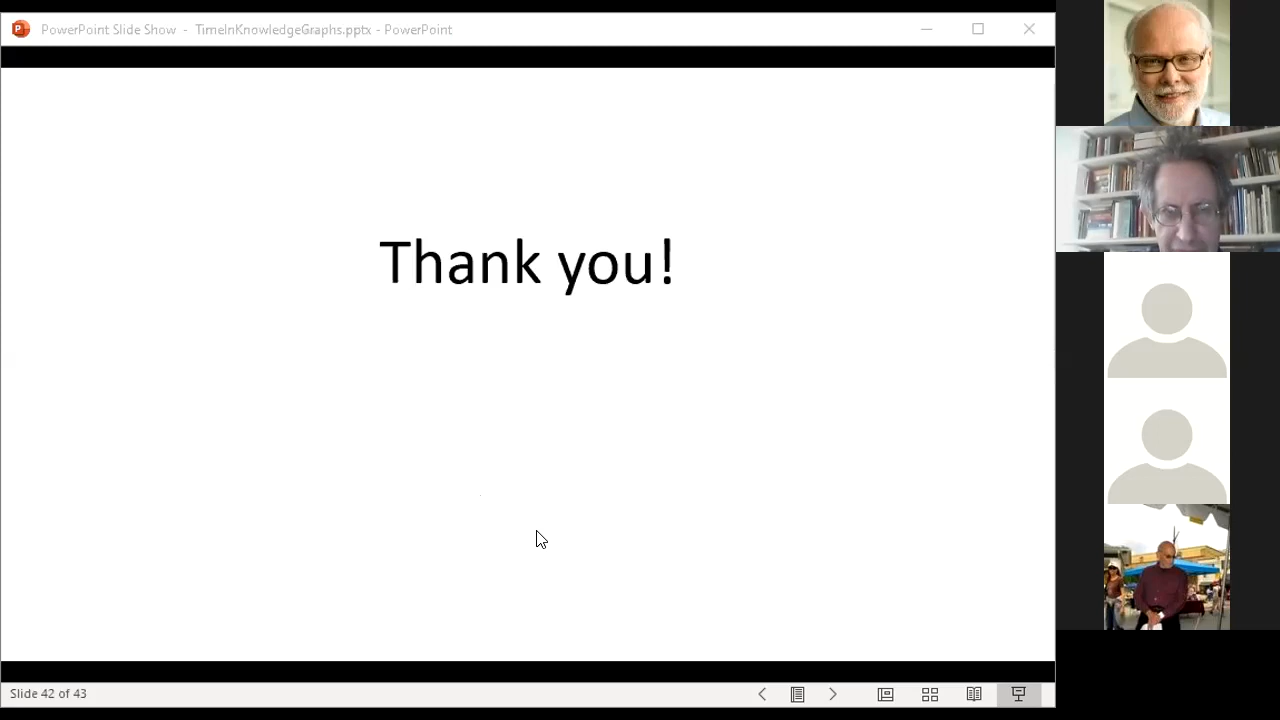 PowerPoint Slide Show - TimeInKnowledgeGraphs.pptx - PowerPoint
Thank you!
Slide 42 of 43